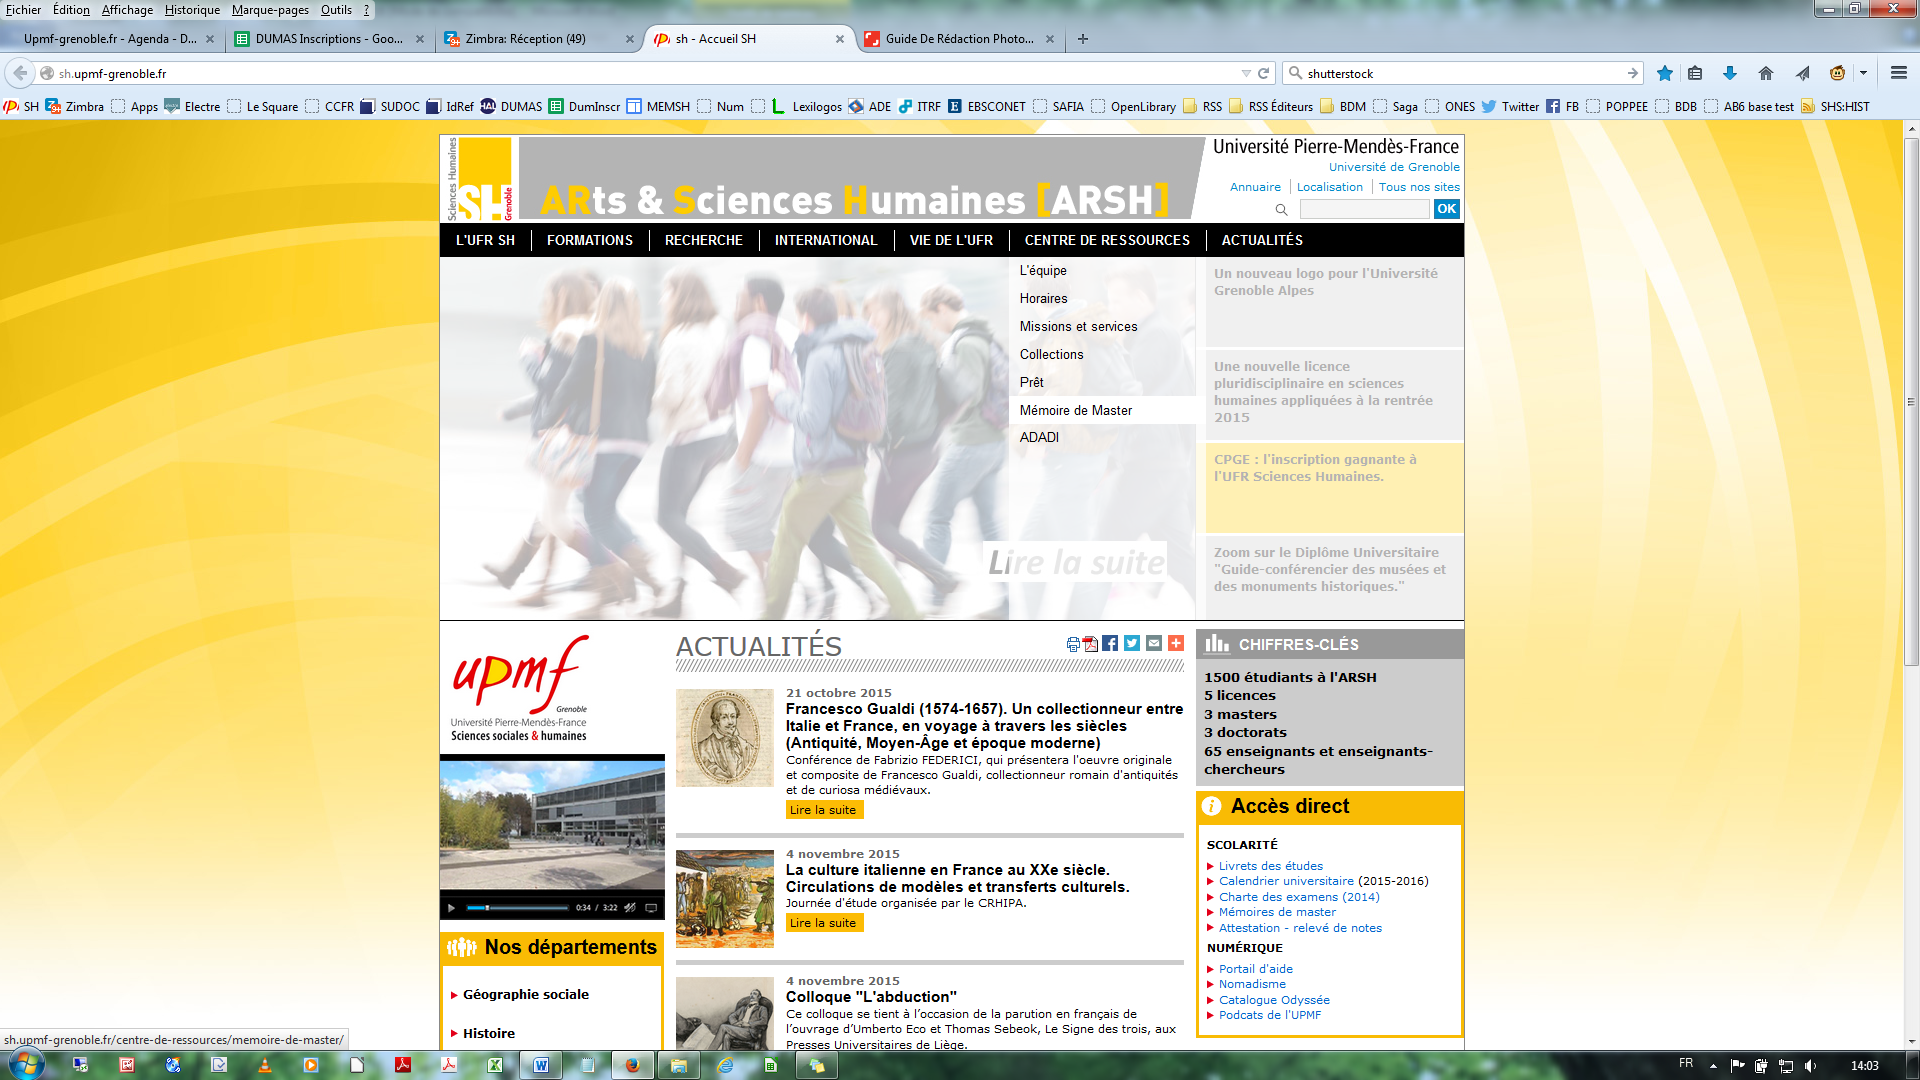 Fichier Édition Affichage Historique Marque-pages Outils ?
Upmf-grenoble.fr - Agenda - D...
DUMAS Inscriptions - Goo...
Zimbra: Réception (49)
sh - Accueil SH
Guide De Rédaction Photo...
sh.upmf-grenoble.fr
shutterstock
SH Zimbra Apps Electre Le Square CCFR SUDOC IdRef DUMAS DumInscr MEMSH Num Lexilogos ADE ITRF EBSCONET SAFIA OpenLibrary RSS RSS Éditeurs BDM Saga ONES Twitter FB POPPEE BDB AB6 base test SHS:HIST
Sciences Humaines
SH
Grenoble
ARts & Sciences Humaines [ARSH]
Université Pierre-Mendès-France
Université de Grenoble
Annuaire Localisation Tous nos sites
OK
L'UFR SH FORMATIONS RECHERCHE INTERNATIONAL VIE DE L'UFR CENTRE DE RESSOURCES ACTUALITÉS
L'équipe
Horaires
Missions et services
Collections
Prêt
Mémoire de Master
ADADI
Lire la suite
Un nouveau logo pour l'Université
Grenoble Alpes
Une nouvelle licence
pluridisciplinaire en sciences
humaines appliquées à la rentrée
2015
CPGE : l'inscription gagnante à
l'UFR Sciences Humaines.
Zoom sur le Diplôme Universitaire
"Guide-conférencier des musées et
des monuments historiques."
upmf
Grenoble
Université Pierre-Mendès-France
Sciences sociales & humaines
0:34 / 3:22
Nos départements
Géographie sociale
Histoire
ACTUALITÉS
21 octobre 2015
Francesco Gualdi (1574-1657). Un collectionneur entre
Italie et France, en voyage à travers les siècles
(Antiquité, Moyen-Âge et époque moderne)
Conférence de Fabrizio FEDERICI, qui présentera l'oeuvre originale
et composite de Francesco Gualdi, collectionneur romain d'antiquités
et de curiosa médiévaux.
Lire la suite
4 novembre 2015
La culture italienne en France au XXe siècle.
Circulations de modèles et transferts culturels.
Journée d'étude organisée par le CRHIPA.
Lire la suite
4 novembre 2015
Colloque "L'abduction"
Ce colloque se tient à l’occasion de la parution en français de
l’ouvrage d’Umberto Eco et Thomas Sebeok, Le Signe des trois, aux
Presses Universitaires de Liège.
CHIFFRES-CLÉS
1500 étudiants à l'ARSH
5 licences
3 masters
3 doctorats
65 enseignants et enseignants-
chercheurs
Accès direct
SCOLARITÉ
Livrets des études
Calendrier universitaire (2015-2016)
Charte des examens (2014)
Mémoires de master
Attestation - relevé de notes
NUMÉRIQUE
Portail d'aide
Nomadisme
Catalogue Odyssée
Podcats de l'UPMF
sh.upmf-grenoble.fr/centre-de-ressources/memoire-de-master/
FR
14:03